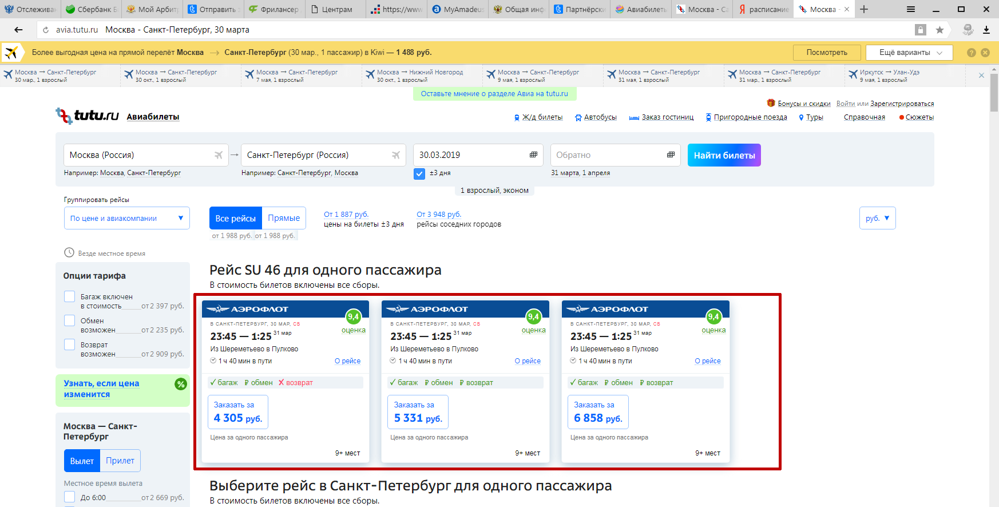 Отслеживан
Сбербанк Б
Мой Арбитр
Отправить з
Фрилансер
Центрам
https://www
MyAmadeus
Общая инф
Партнёрски
Авиабилеть
Москва - Са
расписание
Москва -
avia.tutu.ru Москва - Санкт-Петербург, 30 марта
Более выгодная цена на прямой перелёт Москва → Санкт-Петербург (30 мар., 1 пассажир) в Kiwi — 1 488 руб.
Посмотреть
Ещё варианты
Москва → Санкт-Петербург
30 мар., 1 взрослый
Москва → Санкт-Петербург
30 окт., 1 взрослый
Москва → Санкт-Петербург
7 мая, 1 взрослый
Москва → Нижний Новгород
30 окт., 1 взрослый
Москва → Санкт-Петербург
9 мая, 1 взрослый
Москва → Санкт-Петербург
31 мая, 1 взрослый
Москва → Санкт-Петербург
31 мар., 1 взрослый
Иркутск → Улан-Удэ
9 мая, 1 взрослый
Оставьте мнение о разделе Авиа на tutu.ru
Бонусы и скидки Войти или Зарегистрироваться
tutu.ru Авиабилеты
Ж/д билеты Автобусы Заказ гостиниц Пригородные поезда Туры Справочная Сюжеты
Москва (Россия) → Санкт-Петербург (Россия) 30.03.2019 Обратно Найти билеты
Например: Москва, Санкт-Петербург
Например: Санкт-Петербург, Москва
±3 дня
31 марта, 1 апреля
1 взрослый, эконом
Группировать рейсы
По цене и авиакомпании
Все рейсы Прямые
от 1 988 руб. от 1 988 руб.
От 1 887 руб.
цены на билеты ±3 дня
От 3 948 руб.
рейсы соседних городов
руб.
Везде местное время
Опции тарифа
Багаж включен
в стоимость от 2 397 руб.
Обмен
возможен от 2 235 руб.
Возврат
возможен от 2 909 руб.
Узнать, если цена
изменится
%
Москва — Санкт-
Петербург
Вылет Прилет
Местное время вылета
До 6:00 от 2 669 руб.
Рейс SU 46 для одного пассажира
В стоимость билетов включены все сборы.
АЭРОФЛОТ
9,4
оценка
В САНКТ-ПЕТЕРБУРГ, 30 МАР, СБ
23:45 — 1:25 31 мар
Из Шереметьево в Пулково
1 ч 40 мин в пути О рейсе
✓ багаж ₽ обмен ✗ возврат
Заказать за
4 305 руб.
Цена за одного пассажира
9+ мест
АЭРОФЛОТ
9,4
оценка
В САНКТ-ПЕТЕРБУРГ, 30 МАР, СБ
23:45 — 1:25 31 мар
Из Шереметьево в Пулково
1 ч 40 мин в пути О рейсе
✓ багаж ₽ обмен ₽ возврат
Заказать за
5 331 руб.
Цена за одного пассажира
9+ мест
АЭРОФЛОТ
9,4
оценка
В САНКТ-ПЕТЕРБУРГ, 30 МАР, СБ
23:45 — 1:25 31 мар
Из Шереметьево в Пулково
1 ч 40 мин в пути О рейсе
✓ багаж ₽ обмен ₽ возврат
Заказать за
6 858 руб.
Цена за одного пассажира
9+ мест
Выберите рейс в Санкт-Петербург для одного пассажира
В стоимость билетов включены все сборы.